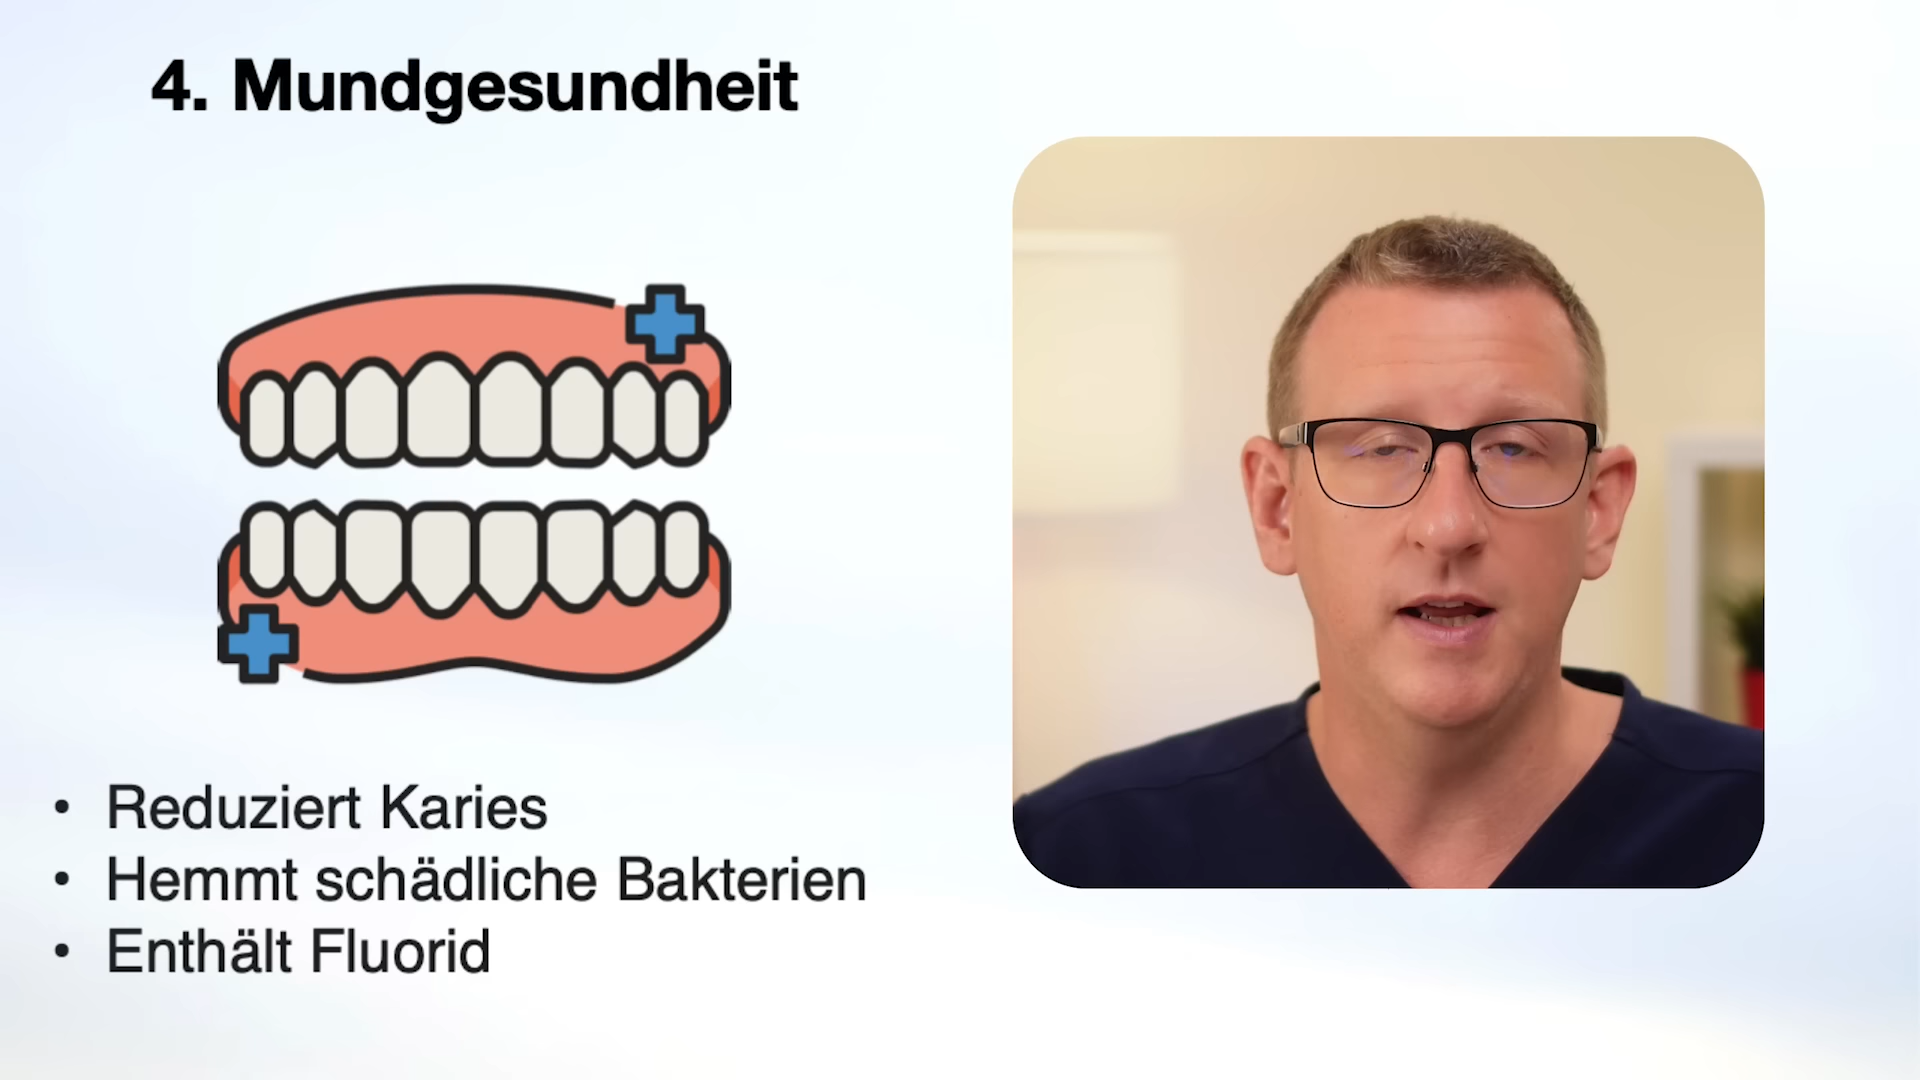 4. Mundgesundheit
• Reduziert Karies
• Hemmt schädliche Bakterien
• Enthält Fluorid